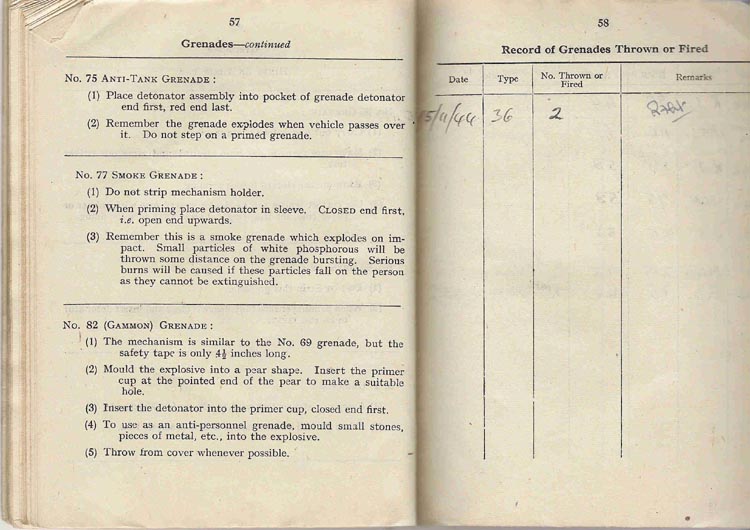 57
Grenades—continued
No. 75 ANTI-TANK GRENADE :
(1) Place detonator assembly into pocket of grenade detonator
end first, red end last.
(2) Remember the grenade explodes when vehicle passes over
it. Do not step on a primed grenade.
No. 77 SMOKE GRENADE :
(1) Do not strip mechanism holder.
(2) When priming place detonator in sleeve. CLOSED end first,
i.e. open end upwards.
(3) Remember this is a smoke grenade which explodes on im-
pact. Small particles of white phosphorous will be
thrown some distance on the grenade bursting. Serious
burns will be caused if these particles fall on the person
as they cannot be extinguished.
No. 82 (GAMMON) GRENADE :
(1) The mechanism is similar to the No. 69 grenade, but the
safety tape is only 4½ inches long.
(2) Mould the explosive into a pear shape. Insert the primer
cup at the pointed end of the pear to make a suitable
hole.
(3) Insert the detonator into the primer cup, closed end first.
(4) To use as an anti-personnel grenade, mould small stones,
pieces of metal, etc., into the explosive.
(5) Throw from cover whenever possible.
58
Record of Grenades Thrown or Fired
Date Type No. Thrown or Remarks
Fired
36 2